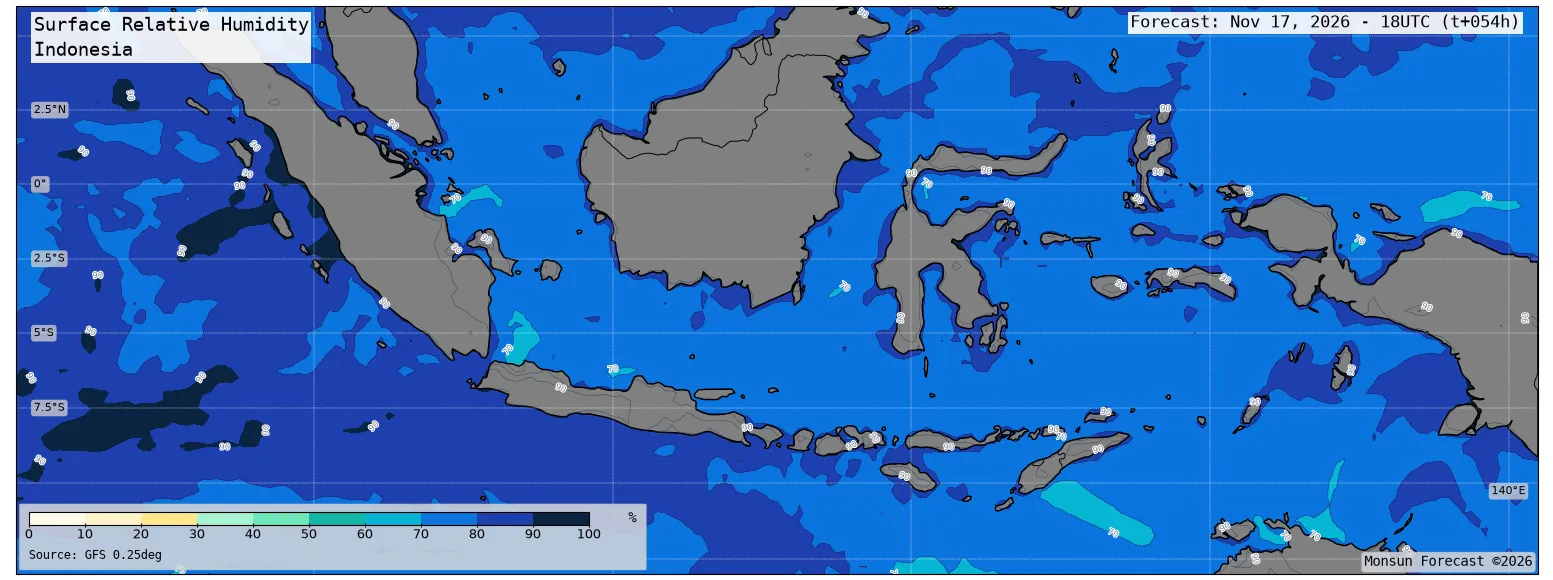 Surface Relative Humidity
Indonesia
Forecast: Nov 17, 2026 - 18UTC (t+054h)
2.5°N
0°
2.5°S
5°S
7.5°S
140°E
0 10 20 30 40 50 60 70 80 90 100 %
Source: GFS 0.25deg
Monsun Forecast ©2026